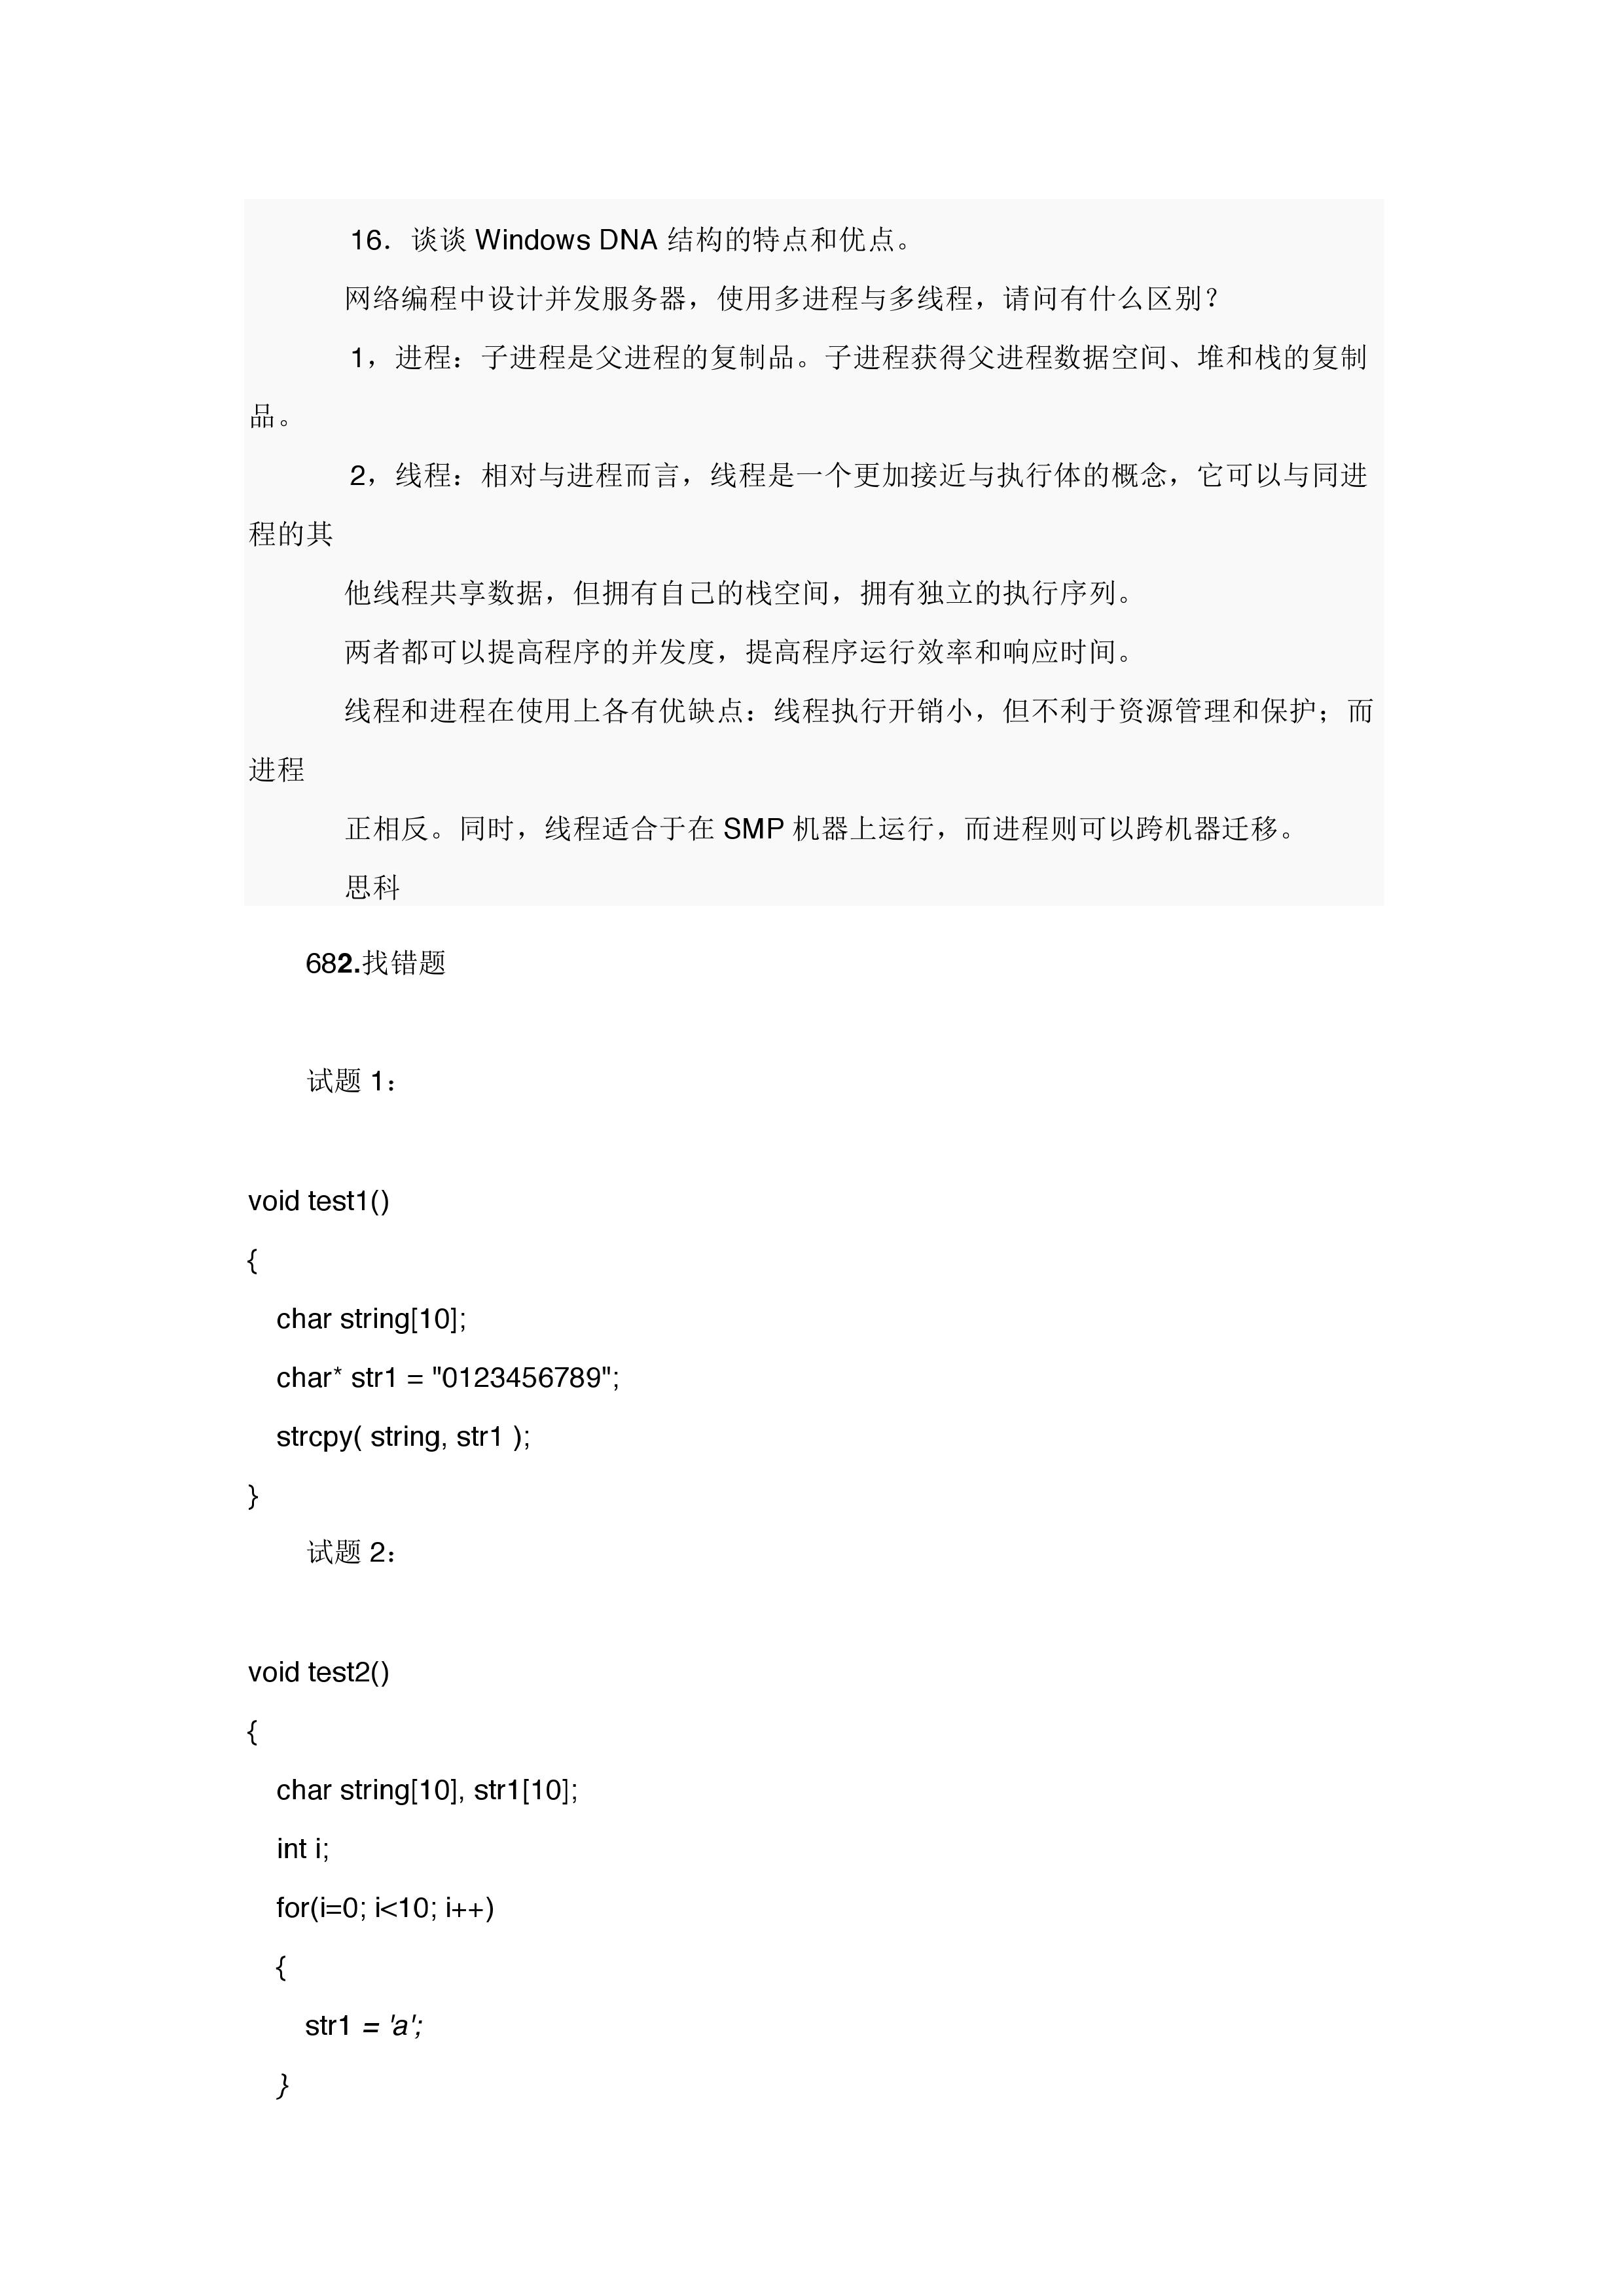 16．谈谈 Windows DNA 结构的特点和优点。
网络编程中设计并发服务器，使用多进程与多线程，请问有什么区别？
1，进程：子进程是父进程的复制品。子进程获得父进程数据空间、堆和栈的复制
品。
2，线程：相对与进程而言，线程是一个更加接近与执行体的概念，它可以与同进
程的其
他线程共享数据，但拥有自己的栈空间，拥有独立的执行序列。
两者都可以提高程序的并发度，提高程序运行效率和响应时间。
线程和进程在使用上各有优缺点：线程执行开销小，但不利于资源管理和保护；而
进程
正相反。同时，线程适合于在 SMP 机器上运行，而进程则可以跨机器迁移。
思科
682.找错题
试题 1：
void test1()
{
char string[10];
char* str1 = "0123456789";
strcpy( string, str1 );
}
试题 2：
void test2()
{
char string[10], str1[10];
int i;
for(i=0; i<10; i++)
{
str1 = 'a';
}